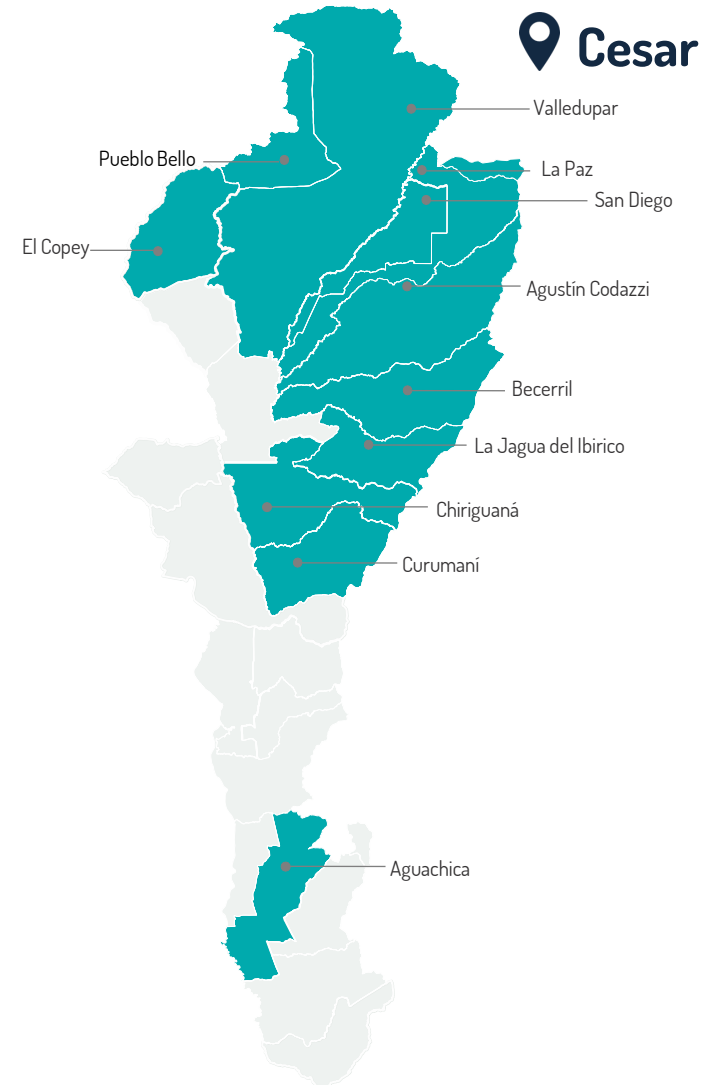 Cesar
Valledupar
Pueblo Bello
La Paz
San Diego
El Copey
Agustín Codazzi
Becerril
La Jagua del Ibirico
Chiriguaná
Curumaní
Aguachica